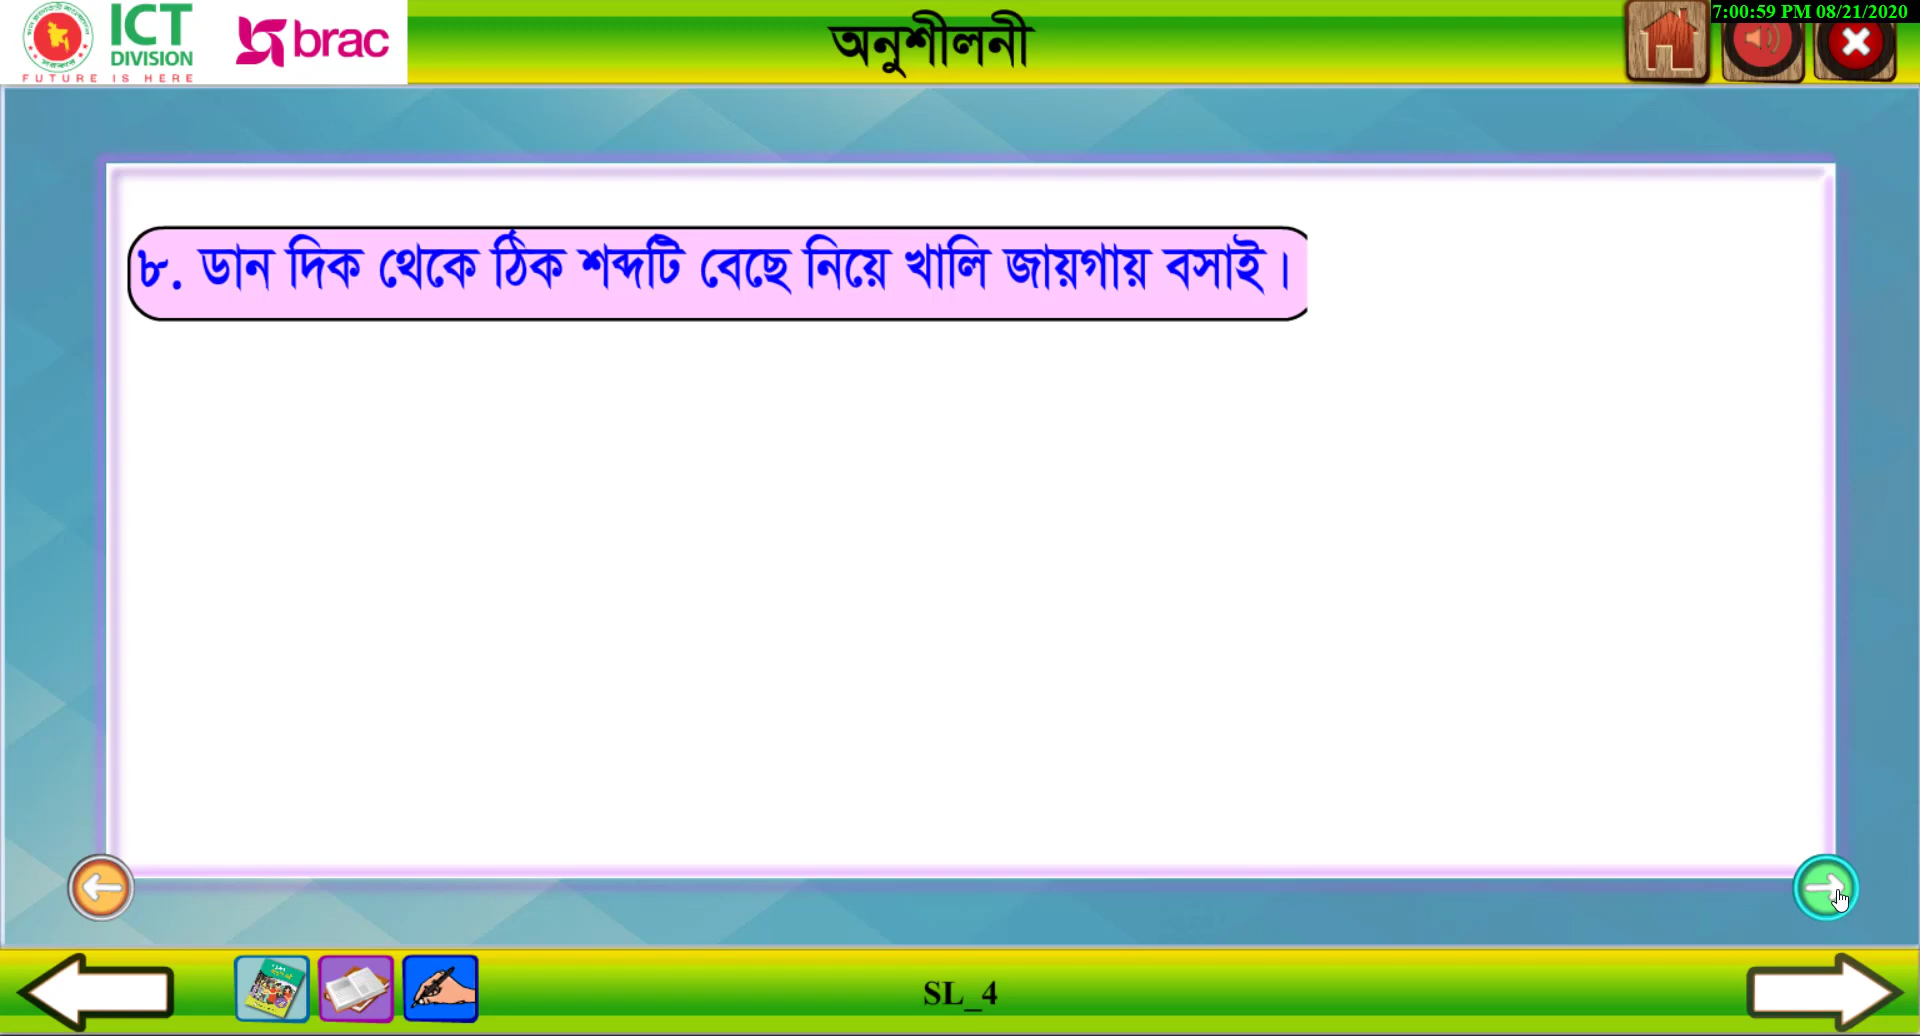 ICT
DIVISION
FUTURE IS HERE
brac
অনুশীলনী
7:00:59 PM 08/21/2020
৮. ডান দিক থেকে ঠিক শব্দটি বেছে নিয়ে খালি জায়গায় বসাই।
SL_4